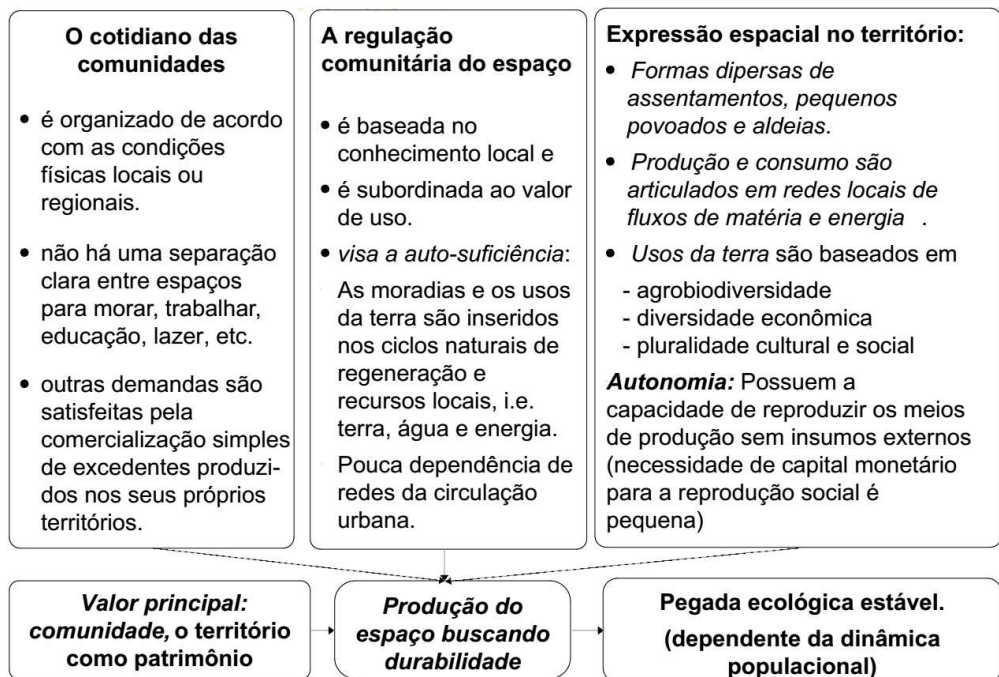 O cotidiano das
comunidades
• é organizado de acordo
com as condições
físicas locais ou
regionais.
• não há uma separação
clara entre espaços
para morar, trabalhar,
educação, lazer, etc.
• outras demandas são
satisfeitas pela
comercialização simples
de excedentes produzi-
dos nos seus próprios
territórios.
A regulação
comunitária do espaço
• é baseada no
conhecimento local e
• é subordinada ao valor
de uso.
• visa a auto-suficiência:
As moradias e os usos
da terra são inseridos
nos ciclos naturais de
regeneração e
recursos locais, i.e.
terra, água e energia.
Pouca dependência de
redes da circulação
urbana.
Expressão espacial no território:
• Formas dipersas de
assentamentos, pequenos
povoados e aldeias.
• Produção e consumo são
articulados em redes locais de
fluxos de matéria e energia .
• Usos da terra são baseados em
- agrobiodiversidade
- diversidade econômica
- pluralidade cultural e social
Autonomia: Possuem a
capacidade de reproduzir os meios
de produção sem insumos externos
(necessidade de capital monetário
para a reprodução social é
pequena)
Valor principal:
comunidade, o território
como patrimônio
Produção do
espaço buscando
durabilidade
Pegada ecológica estável.
(dependente da dinâmica
populacional)